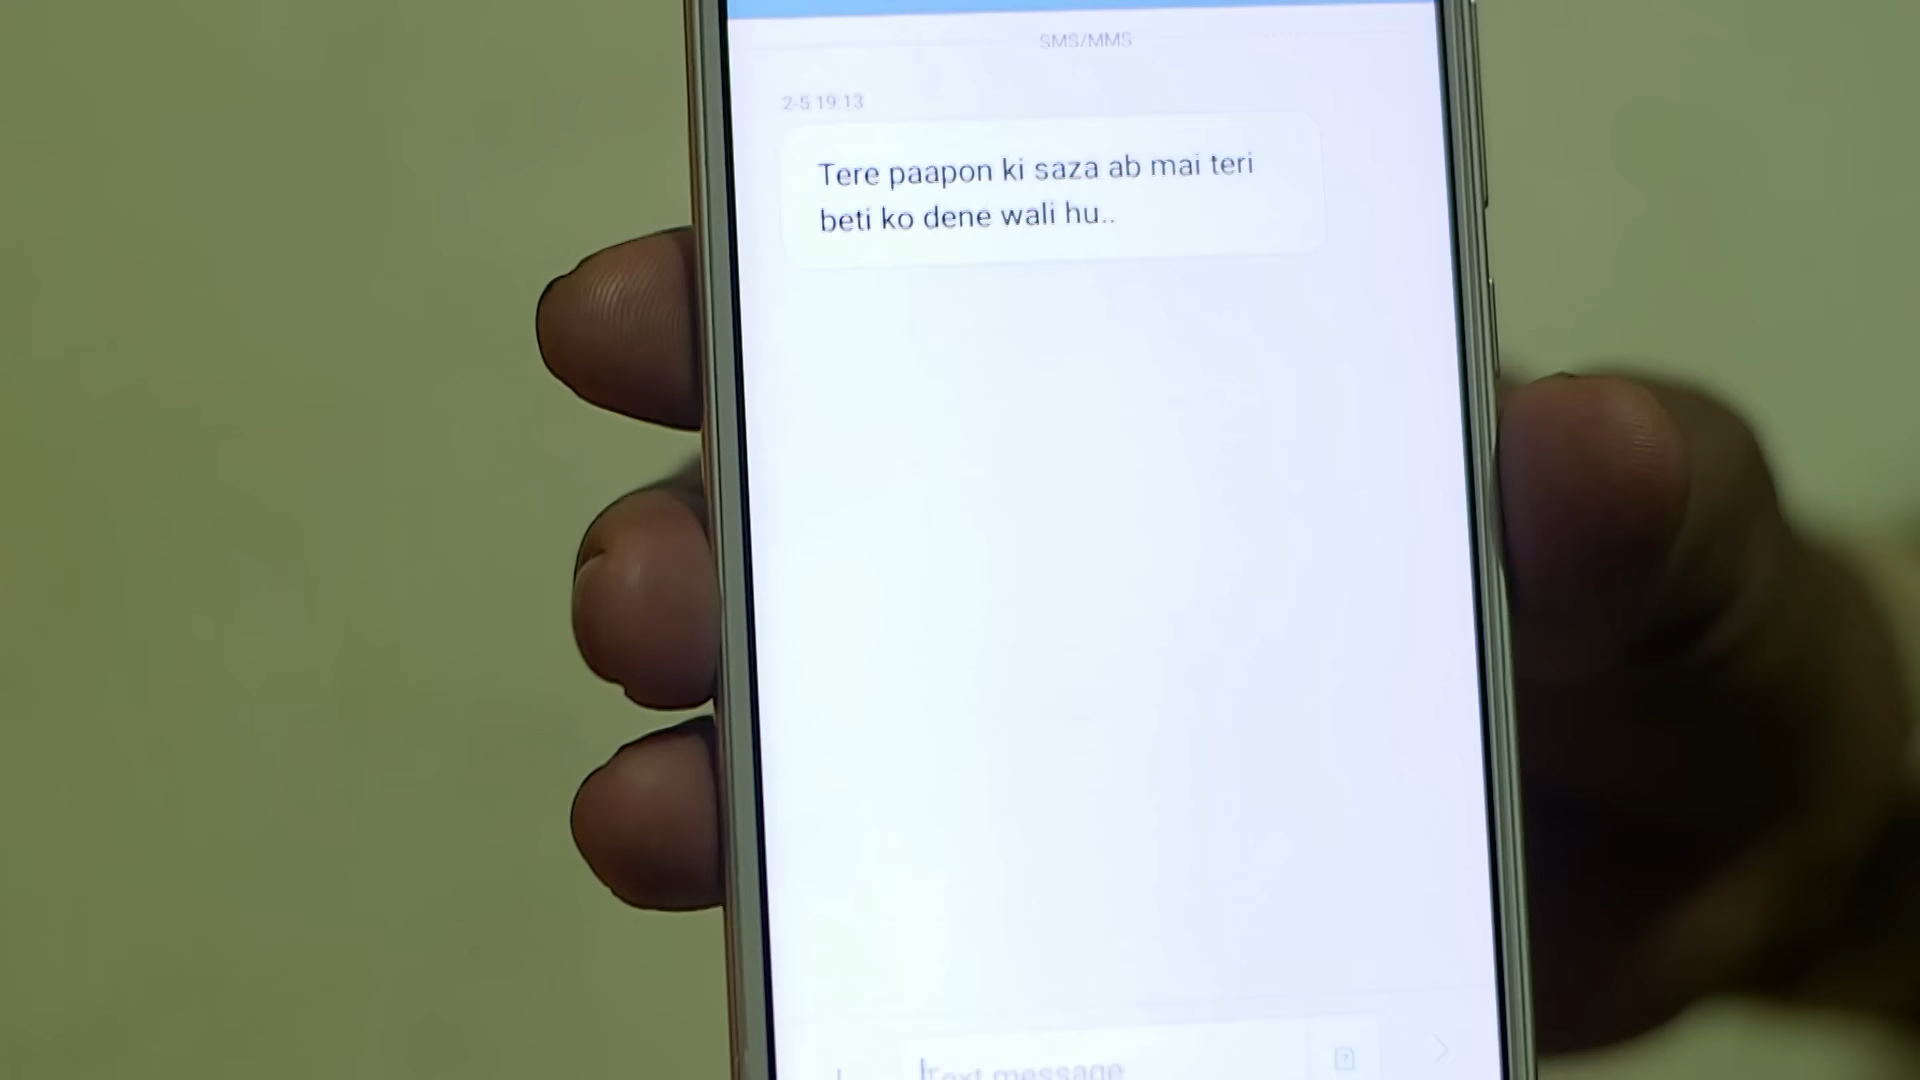 SMS/MMS
2-5 19:13
Tere paapon ki saza ab mai teri
beti ko dene wali hu..
Text message